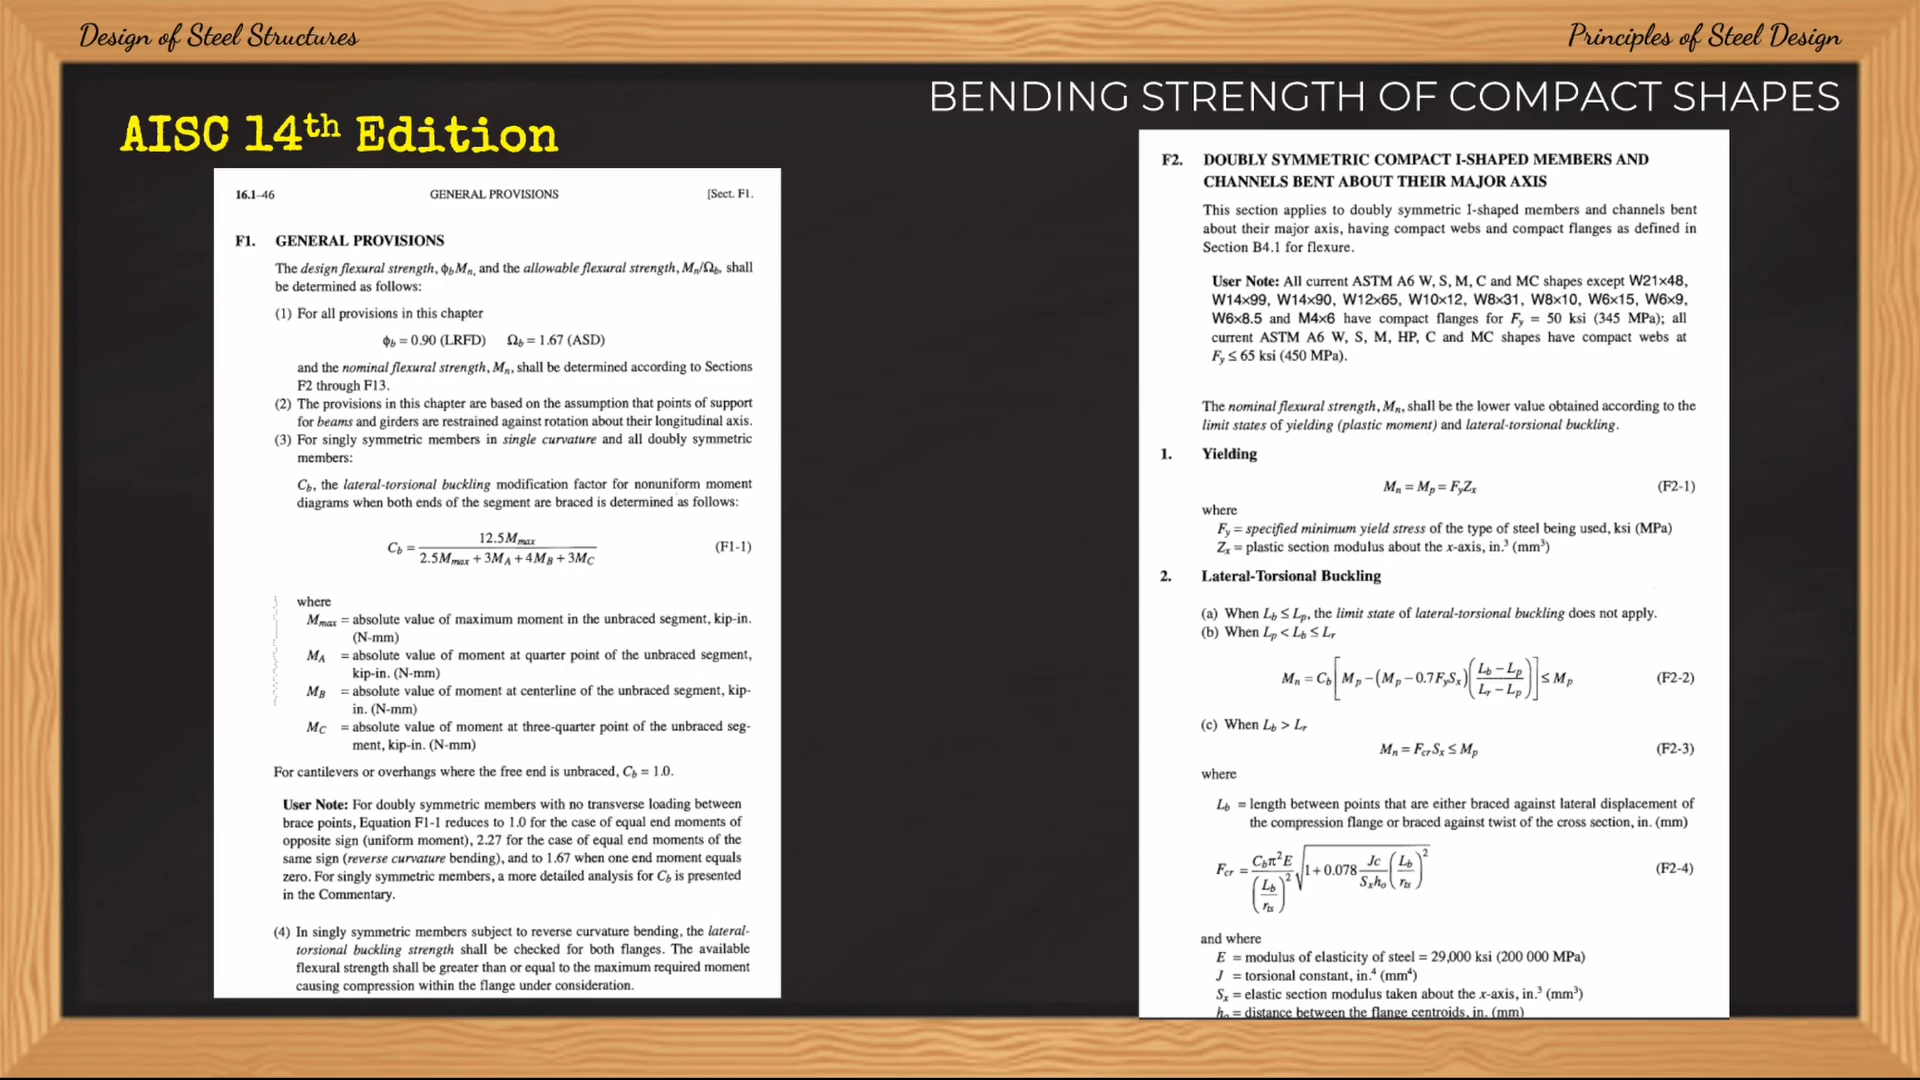 Design of Steel Structures
Principles of Steel Design
BENDING STRENGTH OF COMPACT SHAPES
AISC 14th Edition
16.1–46 GENERAL PROVISIONS [Sect. F1.
F1. GENERAL PROVISIONS
The design flexural strength, ϕbMn, and the allowable flexural strength, Mn/Ωb, shall
be determined as follows:
(1) For all provisions in this chapter
ϕb = 0.90 (LRFD) Ωb = 1.67 (ASD)
and the nominal flexural strength, Mn, shall be determined according to Sections
F2 through F13.
(2) The provisions in this chapter are based on the assumption that points of support
for beams and girders are restrained against rotation about their longitudinal axis.
(3) For singly symmetric members in single curvature and all doubly symmetric
members:
Cb, the lateral-torsional buckling modification factor for nonuniform moment
diagrams when both ends of the segment are braced is determined as follows:
Cb = 12.5Mmax / (2.5Mmax + 3MA + 4MB + 3MC) (F1-1)
where
Mmax = absolute value of maximum moment in the unbraced segment, kip-in.
(N-mm)
MA = absolute value of moment at quarter point of the unbraced segment,
kip-in. (N-mm)
MB = absolute value of moment at centerline of the unbraced segment, kip-
in. (N-mm)
MC = absolute value of moment at three-quarter point of the unbraced seg-
ment, kip-in. (N-mm)
For cantilevers or overhangs where the free end is unbraced, Cb = 1.0.
User Note: For doubly symmetric members with no transverse loading between
brace points, Equation F1-1 reduces to 1.0 for the case of equal end moments of
opposite sign (uniform moment), 2.27 for the case of equal end moments of the
same sign (reverse curvature bending), and to 1.67 when one end moment equals
zero. For singly symmetric members, a more detailed analysis for Cb is presented
in the Commentary.
(4) In singly symmetric members subject to reverse curvature bending, the lateral-
torsional buckling strength shall be checked for both flanges. The available
flexural strength shall be greater than or equal to the maximum required moment
causing compression within the flange under consideration.
F2. DOUBLY SYMMETRIC COMPACT I-SHAPED MEMBERS AND
CHANNELS BENT ABOUT THEIR MAJOR AXIS
This section applies to doubly symmetric I-shaped members and channels bent
about their major axis, having compact webs and compact flanges as defined in
Section B4.1 for flexure.
User Note: All current ASTM A6 W, S, M, C and MC shapes except W21×48,
W14×99, W14×90, W12×65, W10×12, W8×31, W8×10, W6×15, W6×9,
W6×8.5 and M4×6 have compact flanges for Fy = 50 ksi (345 MPa); all
current ASTM A6 W, S, M, HP, C and MC shapes have compact webs at
Fy ≤ 65 ksi (450 MPa).
The nominal flexural strength, Mn, shall be the lower value obtained according to the
limit states of yielding (plastic moment) and lateral-torsional buckling.
1. Yielding
Mn = Mp = FyZx (F2-1)
where
Fy = specified minimum yield stress of the type of steel being used, ksi (MPa)
Zx = plastic section modulus about the x-axis, in.³ (mm³)
2. Lateral-Torsional Buckling
(a) When Lb ≤ Lp, the limit state of lateral-torsional buckling does not apply.
(b) When Lp < Lb ≤ Lr
Mn = Cb[Mp − (Mp − 0.7FySx)((Lb − Lp)/(Lr − Lp))] ≤ Mp (F2-2)
(c) When Lb > Lr
Mn = FcrSx ≤ Mp (F2-3)
where
Lb = length between points that are either braced against lateral displacement of
the compression flange or braced against twist of the cross section, in. (mm)
Fcr = Cbπ²E / (Lb/rts)² √(1 + 0.078 Jc/(Sxho) (Lb/rts)²) (F2-4)
and where
E = modulus of elasticity of steel = 29,000 ksi (200 000 MPa)
J = torsional constant, in.⁴ (mm⁴)
Sx = elastic section modulus taken about the x-axis, in.³ (mm³)
ho = distance between the flange centroids, in. (mm)